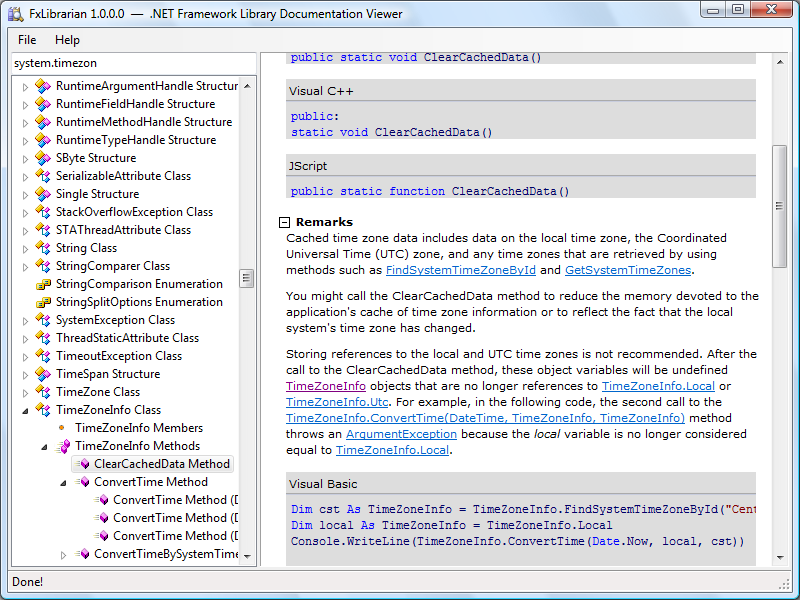 FxLibrarian 1.0.0.0 — .NET Framework Library Documentation Viewer
File Help
system.timezon
RuntimeArgumentHandle Structur
RuntimeFieldHandle Structure
RuntimeMethodHandle Structure
RuntimeTypeHandle Structure
SByte Structure
SerializableAttribute Class
Single Structure
StackOverflowException Class
STAThreadAttribute Class
String Class
StringComparer Class
StringComparison Enumeration
StringSplitOptions Enumeration
SystemException Class
ThreadStaticAttribute Class
TimeoutException Class
TimeSpan Structure
TimeZone Class
TimeZoneInfo Class
TimeZoneInfo Members
TimeZoneInfo Methods
ClearCachedData Method
ConvertTime Method
ConvertTime Method (D
ConvertTime Method (D
ConvertTime Method (D
ConvertTimeBySystemTime
public static void ClearCachedData()
Visual C++
public:
static void ClearCachedData()
JScript
public static function ClearCachedData()
Remarks
Cached time zone data includes data on the local time zone, the Coordinated
Universal Time (UTC) zone, and any time zones that are retrieved by using
methods such as FindSystemTimeZoneById and GetSystemTimeZones.
You might call the ClearCachedData method to reduce the memory devoted to the
application's cache of time zone information or to reflect the fact that the local
system's time zone has changed.
Storing references to the local and UTC time zones is not recommended. After the
call to the ClearCachedData method, these object variables will be undefined
TimeZoneInfo objects that are no longer references to TimeZoneInfo.Local or
TimeZoneInfo.Utc. For example, in the following code, the second call to the
TimeZoneInfo.ConvertTime(DateTime, TimeZoneInfo, TimeZoneInfo) method
throws an ArgumentException because the local variable is no longer considered
equal to TimeZoneInfo.Local.
Visual Basic
Dim cst As TimeZoneInfo = TimeZoneInfo.FindSystemTimeZoneById("Cent
Dim local As TimeZoneInfo = TimeZoneInfo.Local
Console.WriteLine(TimeZoneInfo.ConvertTime(Date.Now, local, cst))
Done!